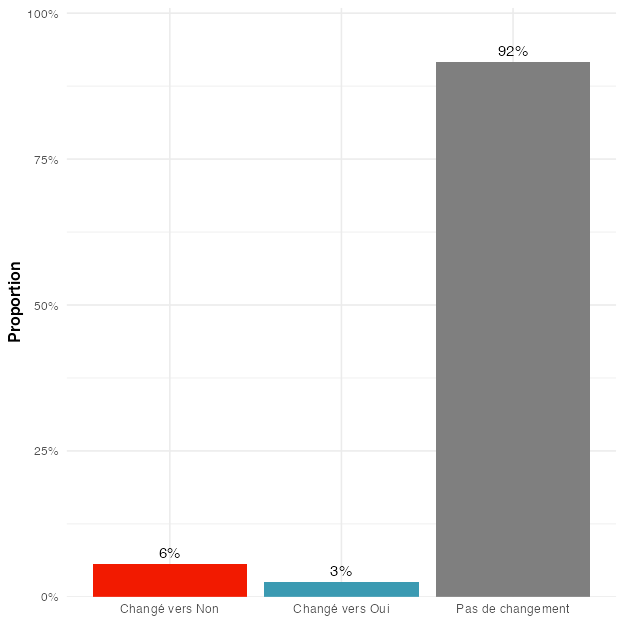 100%
92%
75%
Proportion
50%
25%
6%
3%
0%
Changé vers Non
Changé vers Oui
Pas de changement